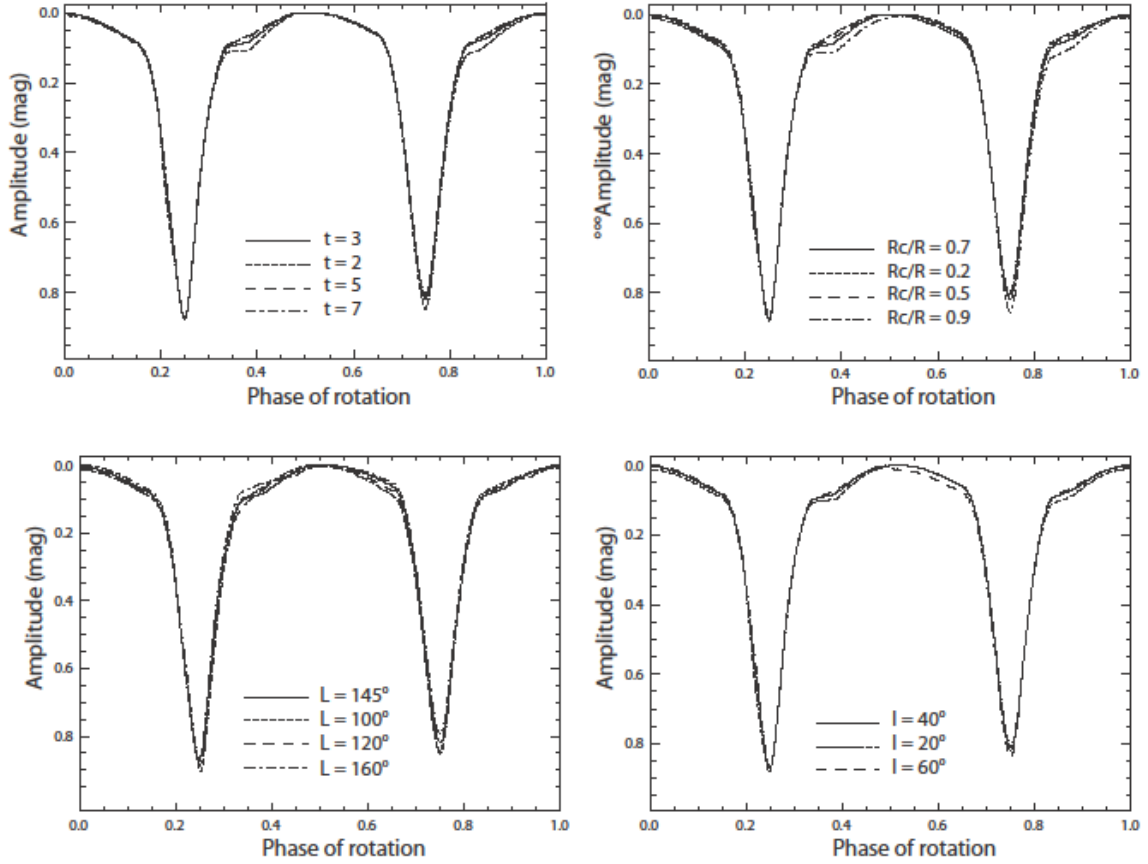 0.0
0.2
0.4
0.6
0.8
Amplitude (mag)
t = 3
t = 2
t = 5
t = 7
0.0 0.2 0.4 0.6 0.8 1.0
Phase of rotation
0.0
0.2
0.4
0.6
0.8
°°°Amplitude (mag)
Rc/R = 0.7
Rc/R = 0.2
Rc/R = 0.5
Rc/R = 0.9
0.0 0.2 0.4 0.6 0.8 1.0
Phase of rotation
0.0
0.2
0.4
0.6
0.8
Amplitude (mag)
L = 145°
L = 100°
L = 120°
L = 160°
0.0 0.2 0.4 0.6 0.8 1.0
Phase of rotation
0.0
0.2
0.4
0.6
0.8
Amplitude (mag)
I = 40°
I = 20°
I = 60°
0.0 0.2 0.4 0.6 0.8 1.0
Phase of rotation